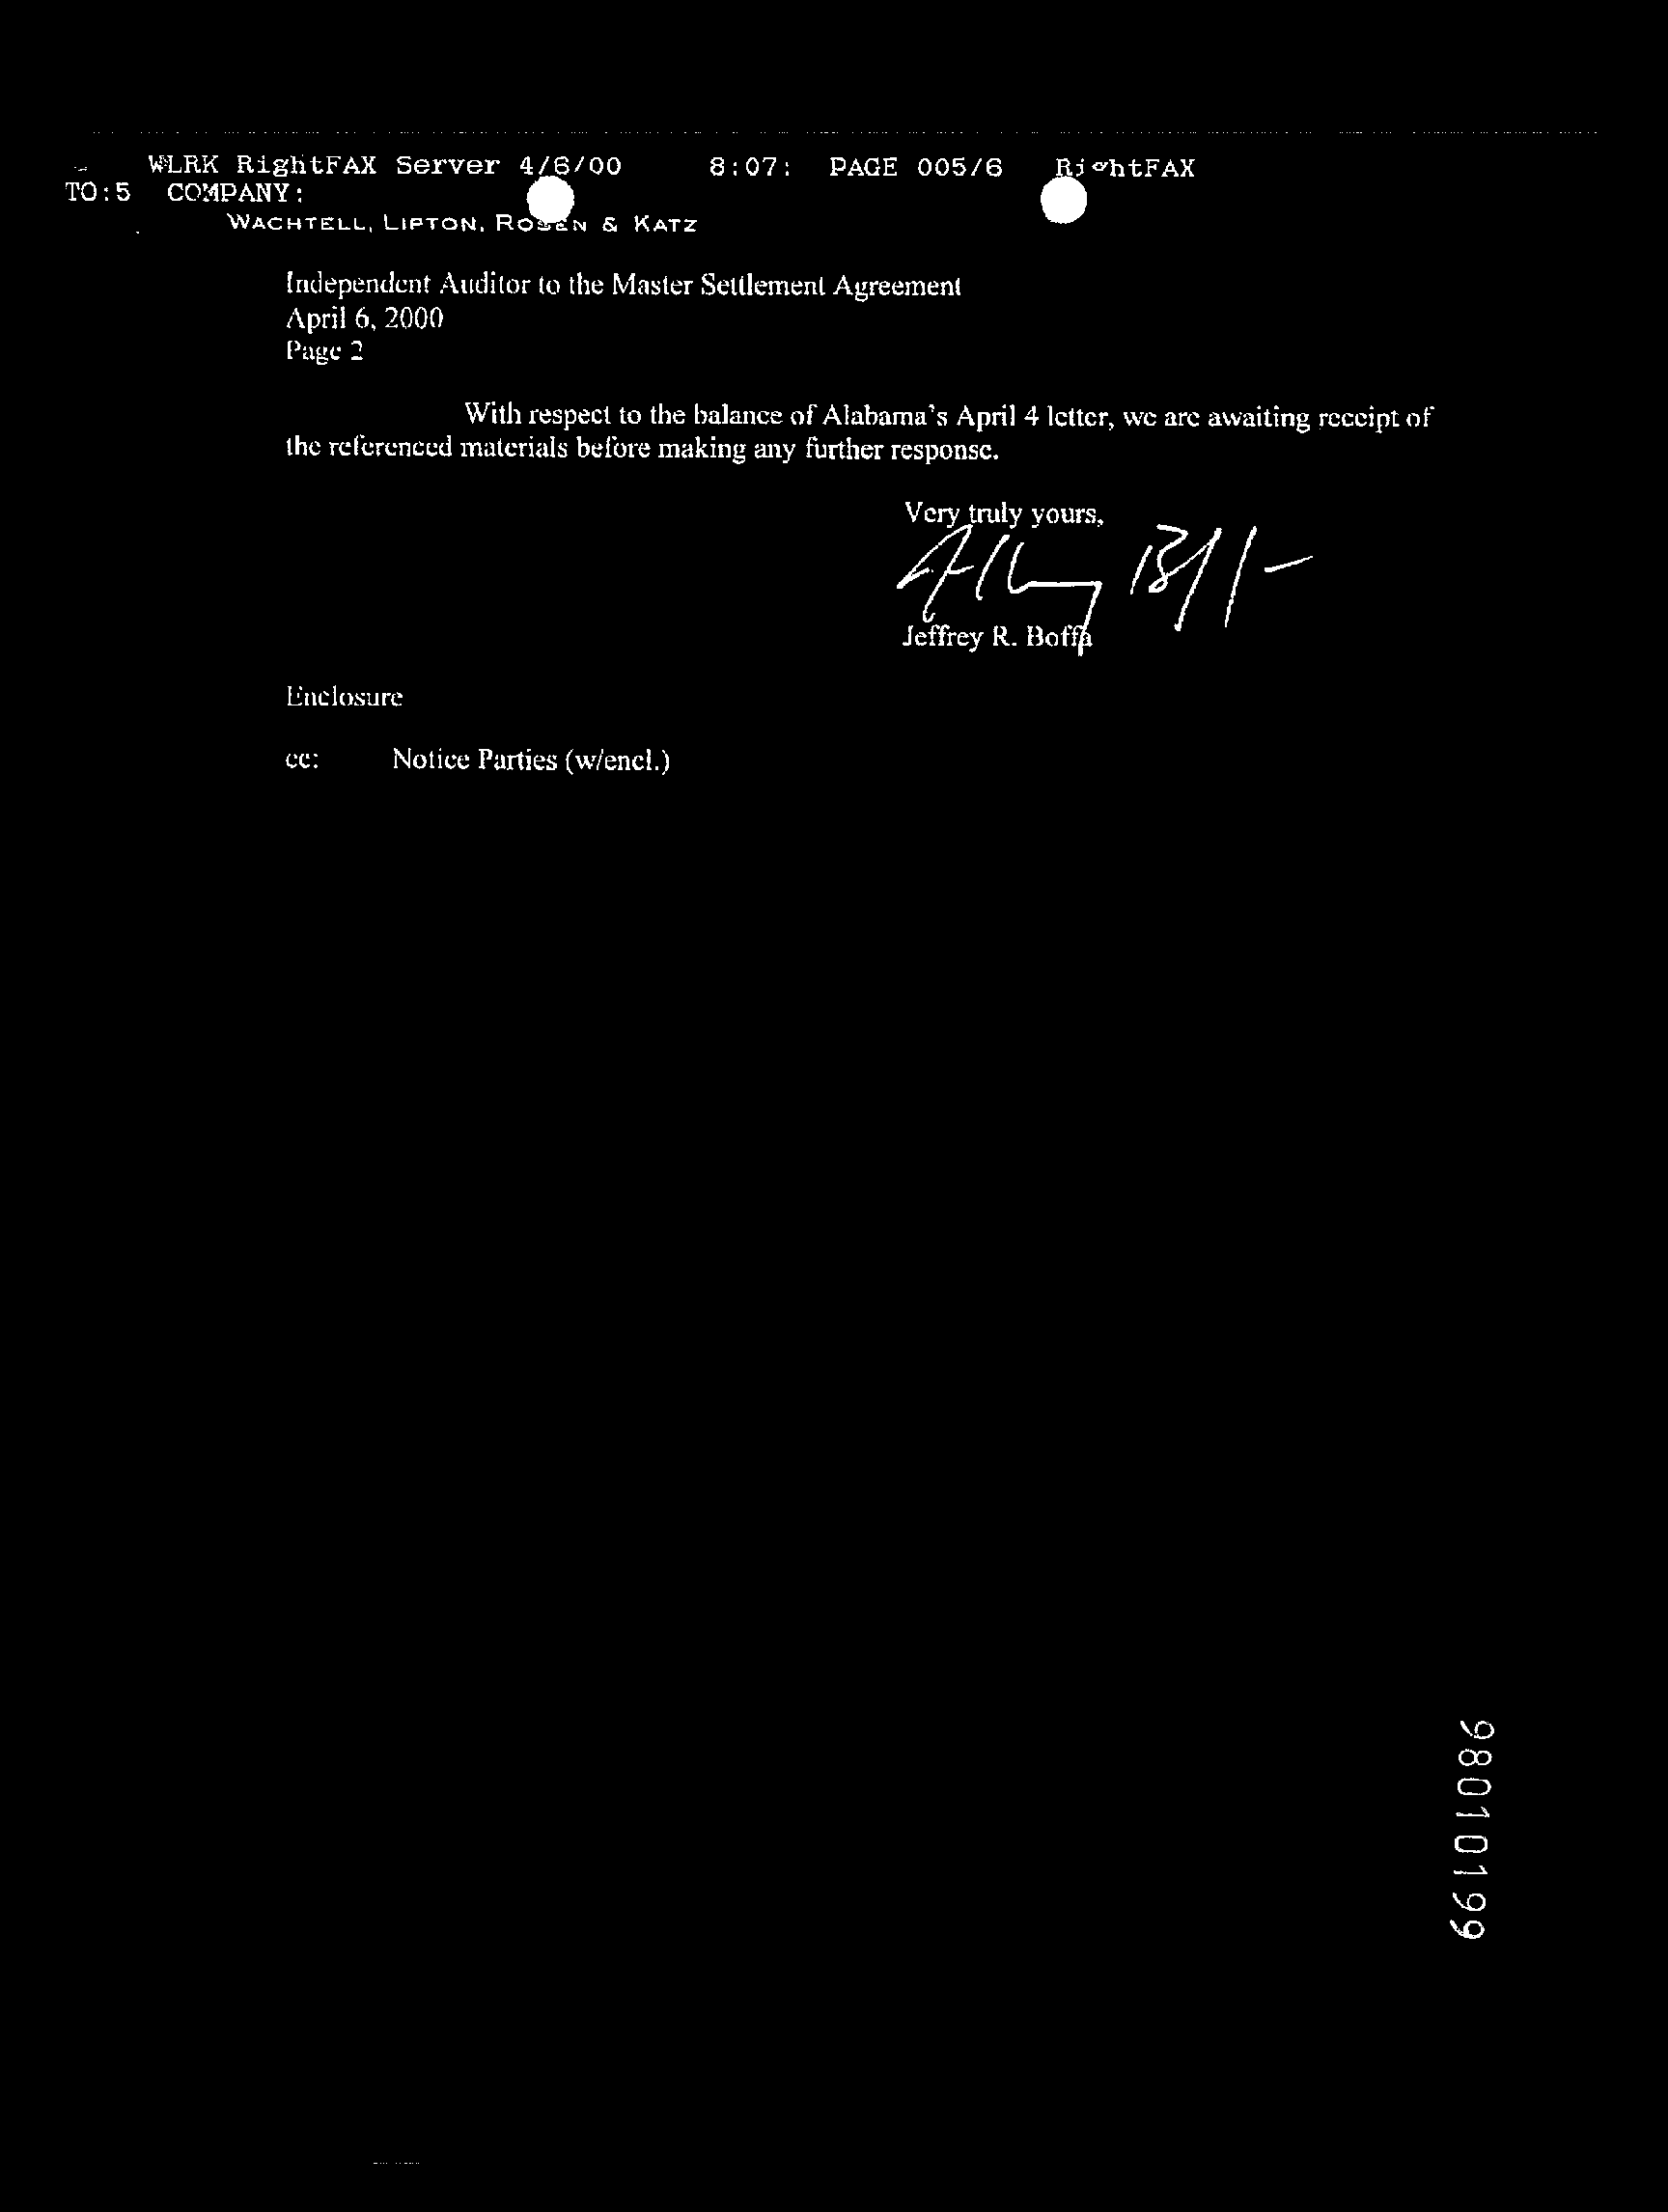 WLRK RightFAX Server 4/6/00 8:07: PAGE 005/6 RightFAX
TO:5 COMPANY:
WACHTELL, LIPTON, ROSEN & KATZ
Independent Auditor to the Master Settlement Agreement
April 6, 2000
Page 2
With respect to the balance of Alabama's April 4 letter, we are awaiting receipt of
the referenced materials before making any further response.
Very truly yours,
Jeffrey R. Boffa
Enclosure
cc: Notice Parties (w/encl.)
98010199